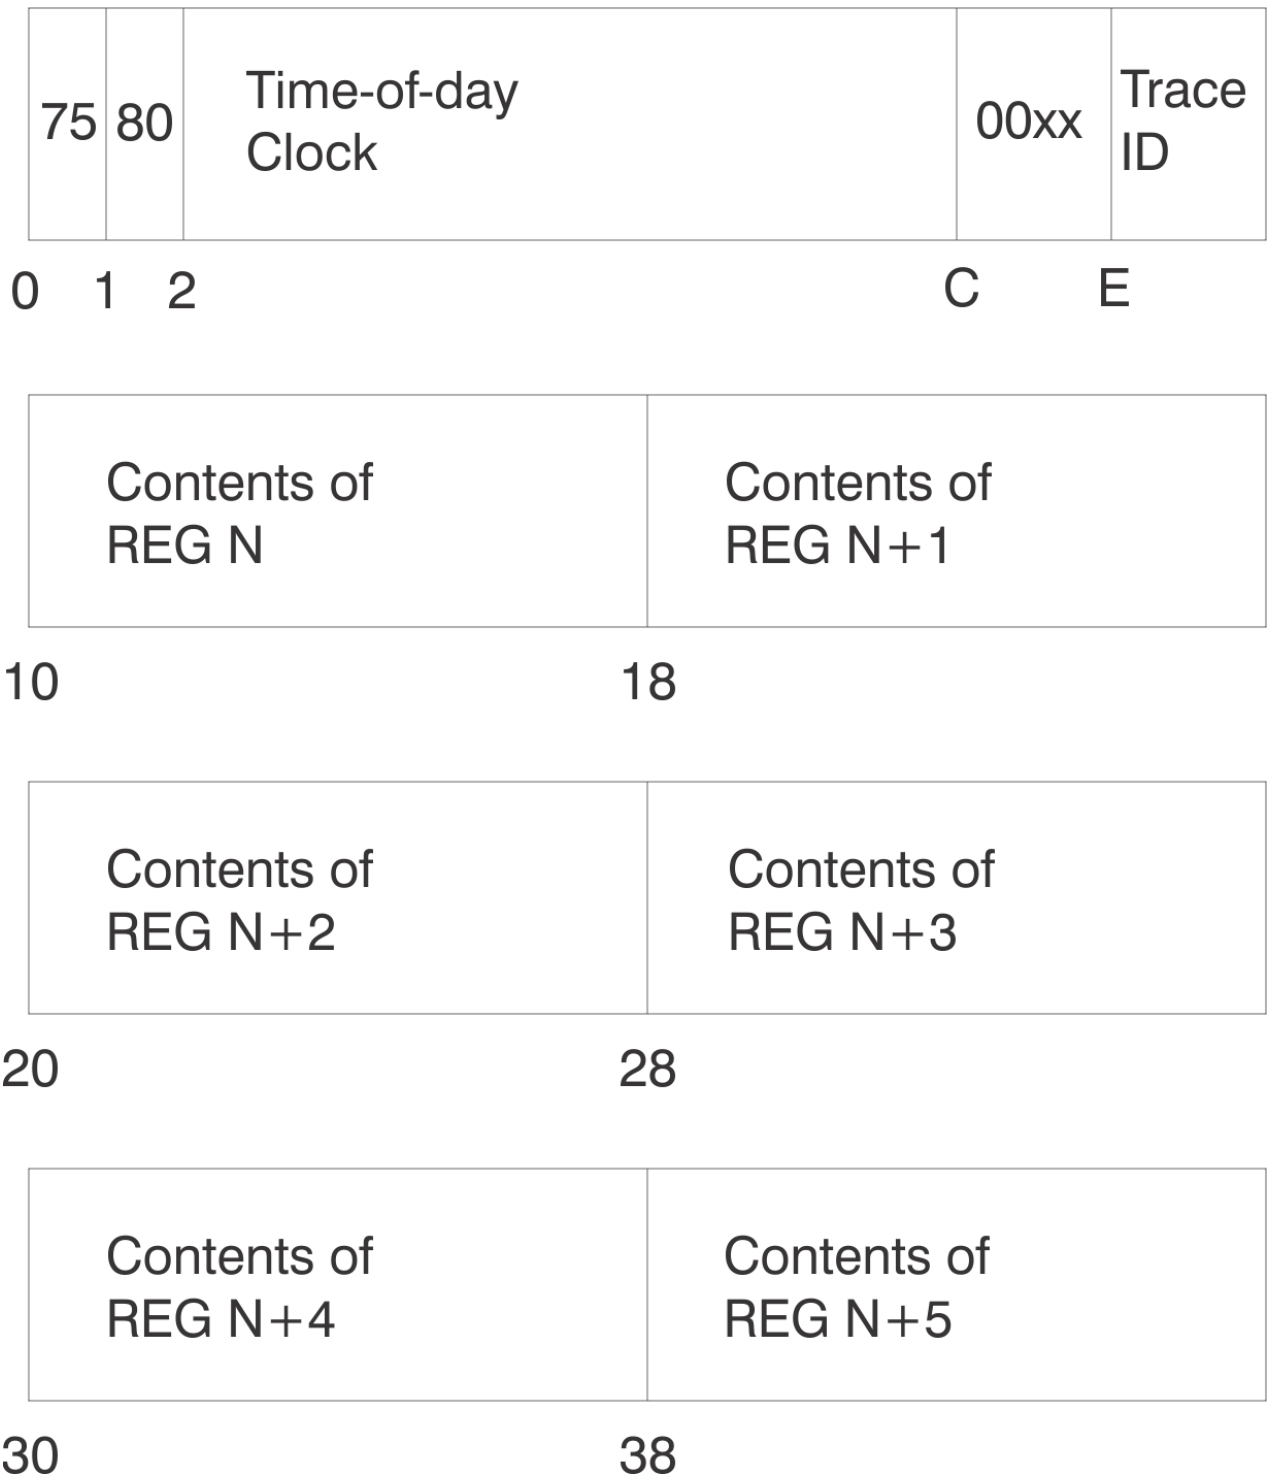 75 80 Time-of-day Clock 00xx Trace ID
0 1 2 C E
Contents of
REG N
Contents of
REG N+1
10 18
Contents of
REG N+2
Contents of
REG N+3
20 28
Contents of
REG N+4
Contents of
REG N+5
30 38